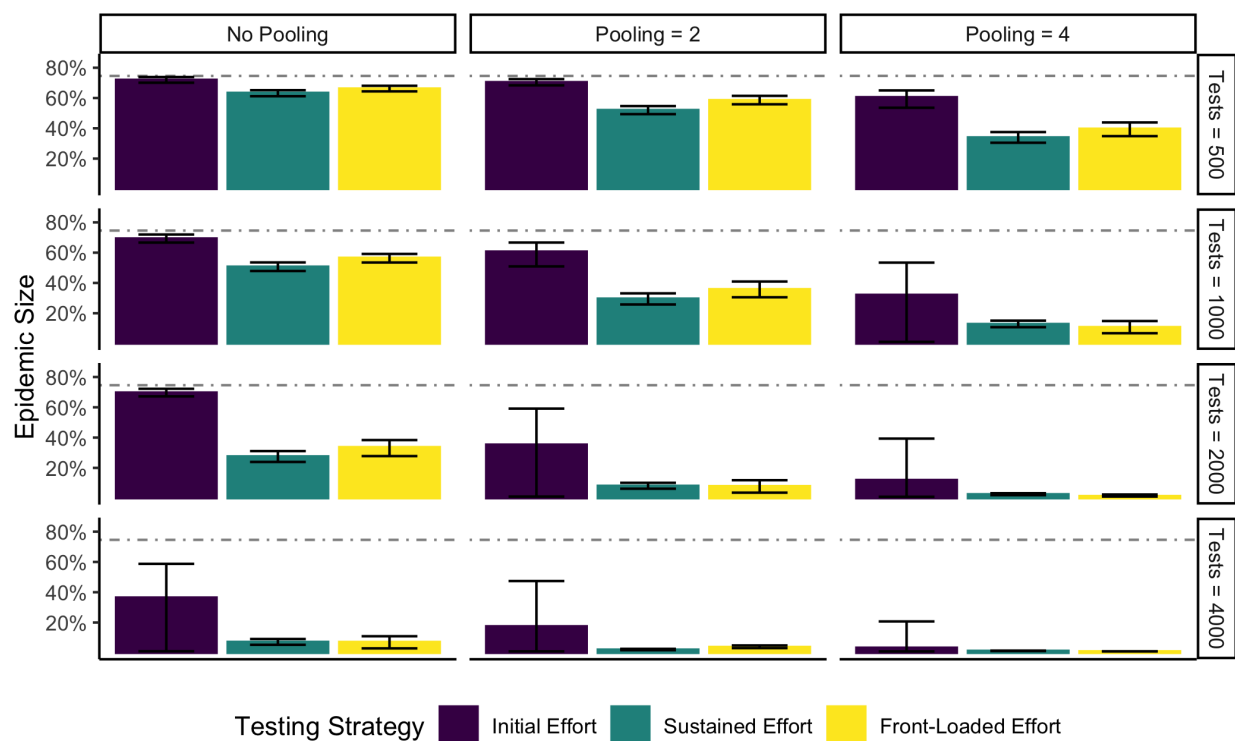 No Pooling
Pooling = 2
Pooling = 4
Epidemic Size
80%
60%
40%
20%
Tests = 500
80%
60%
40%
20%
Tests = 1000
80%
60%
40%
20%
Tests = 2000
80%
60%
40%
20%
Tests = 4000
Testing Strategy Initial Effort Sustained Effort Front-Loaded Effort